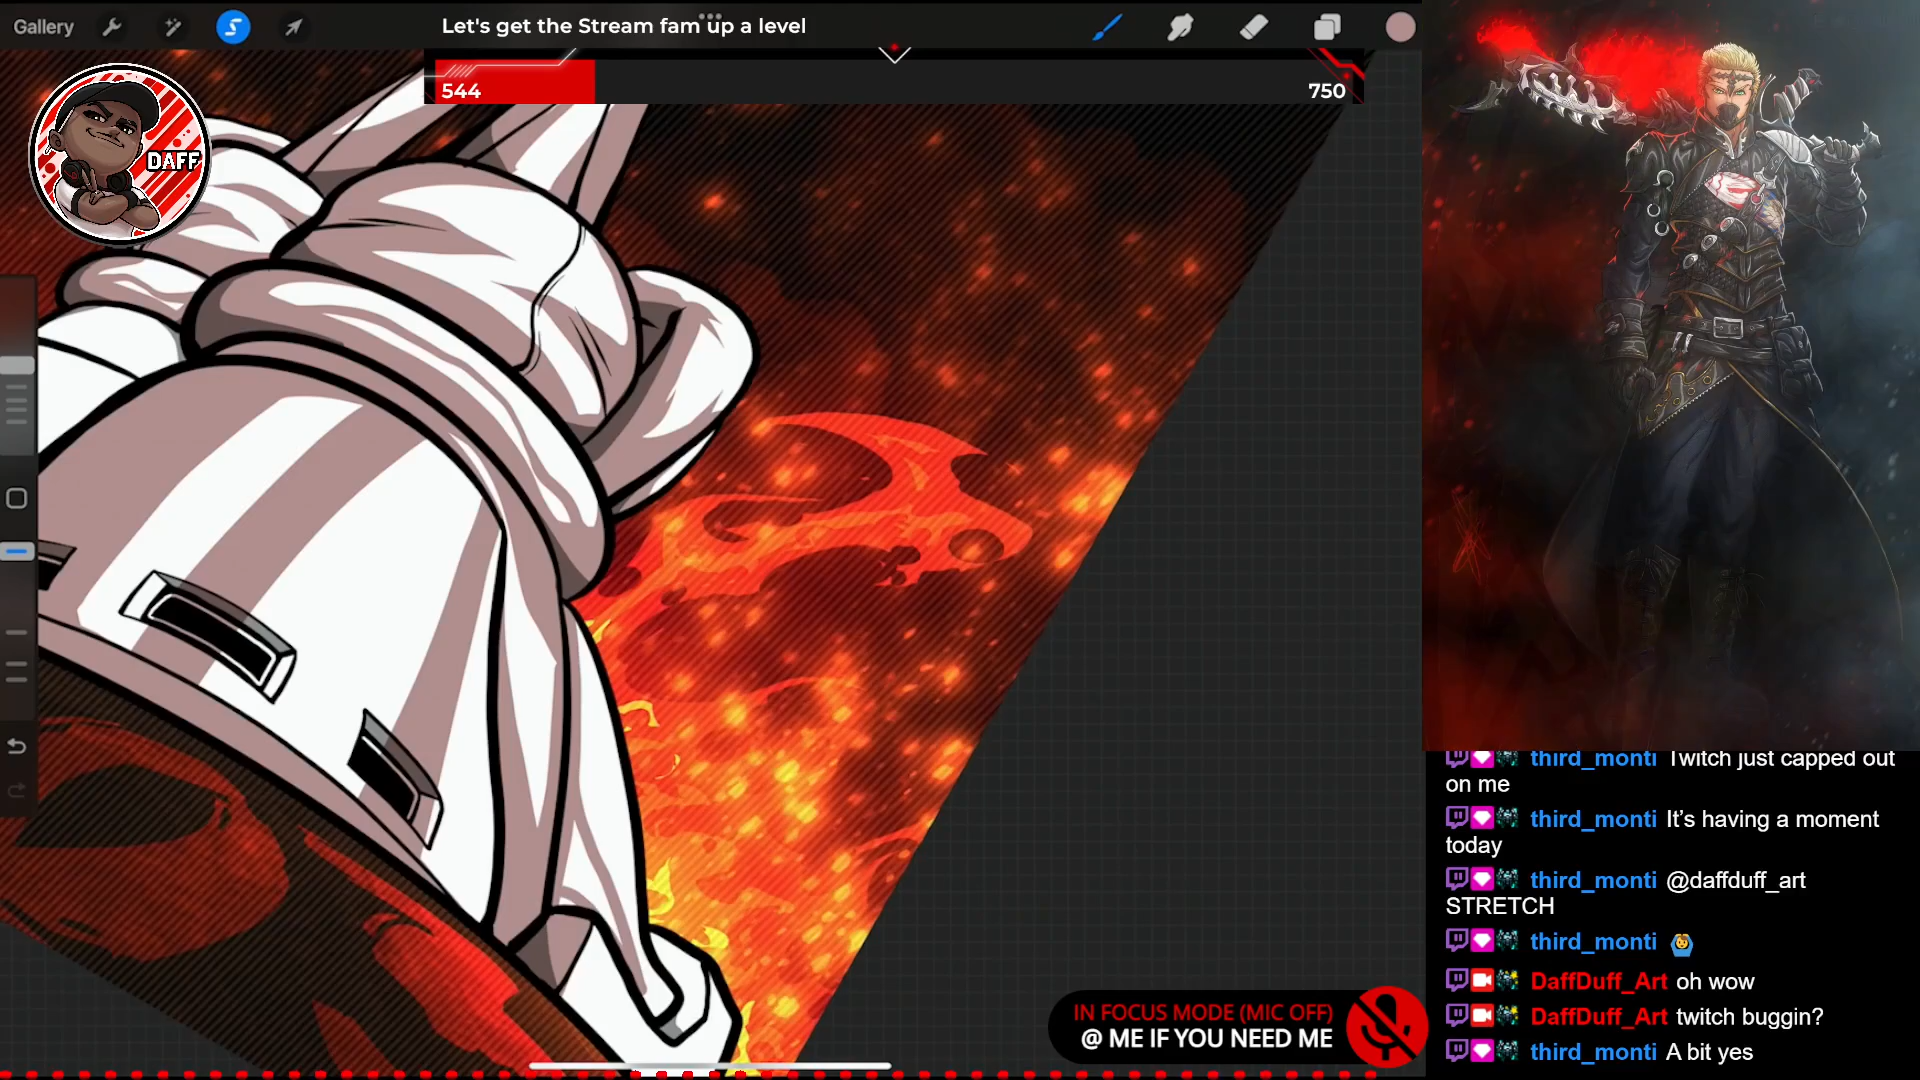 Gallery
Let's get the Stream fam up a level
544
750
DAFF
third_monti Twitch just capped out
on me
third_monti It's having a moment
today
third_monti @daffduff_art
STRETCH
third_monti
DaffDuff_Art oh wow
DaffDuff_Art twitch buggin?
third_monti A bit yes
IN FOCUS MODE (MIC OFF)
@ ME IF YOU NEED ME